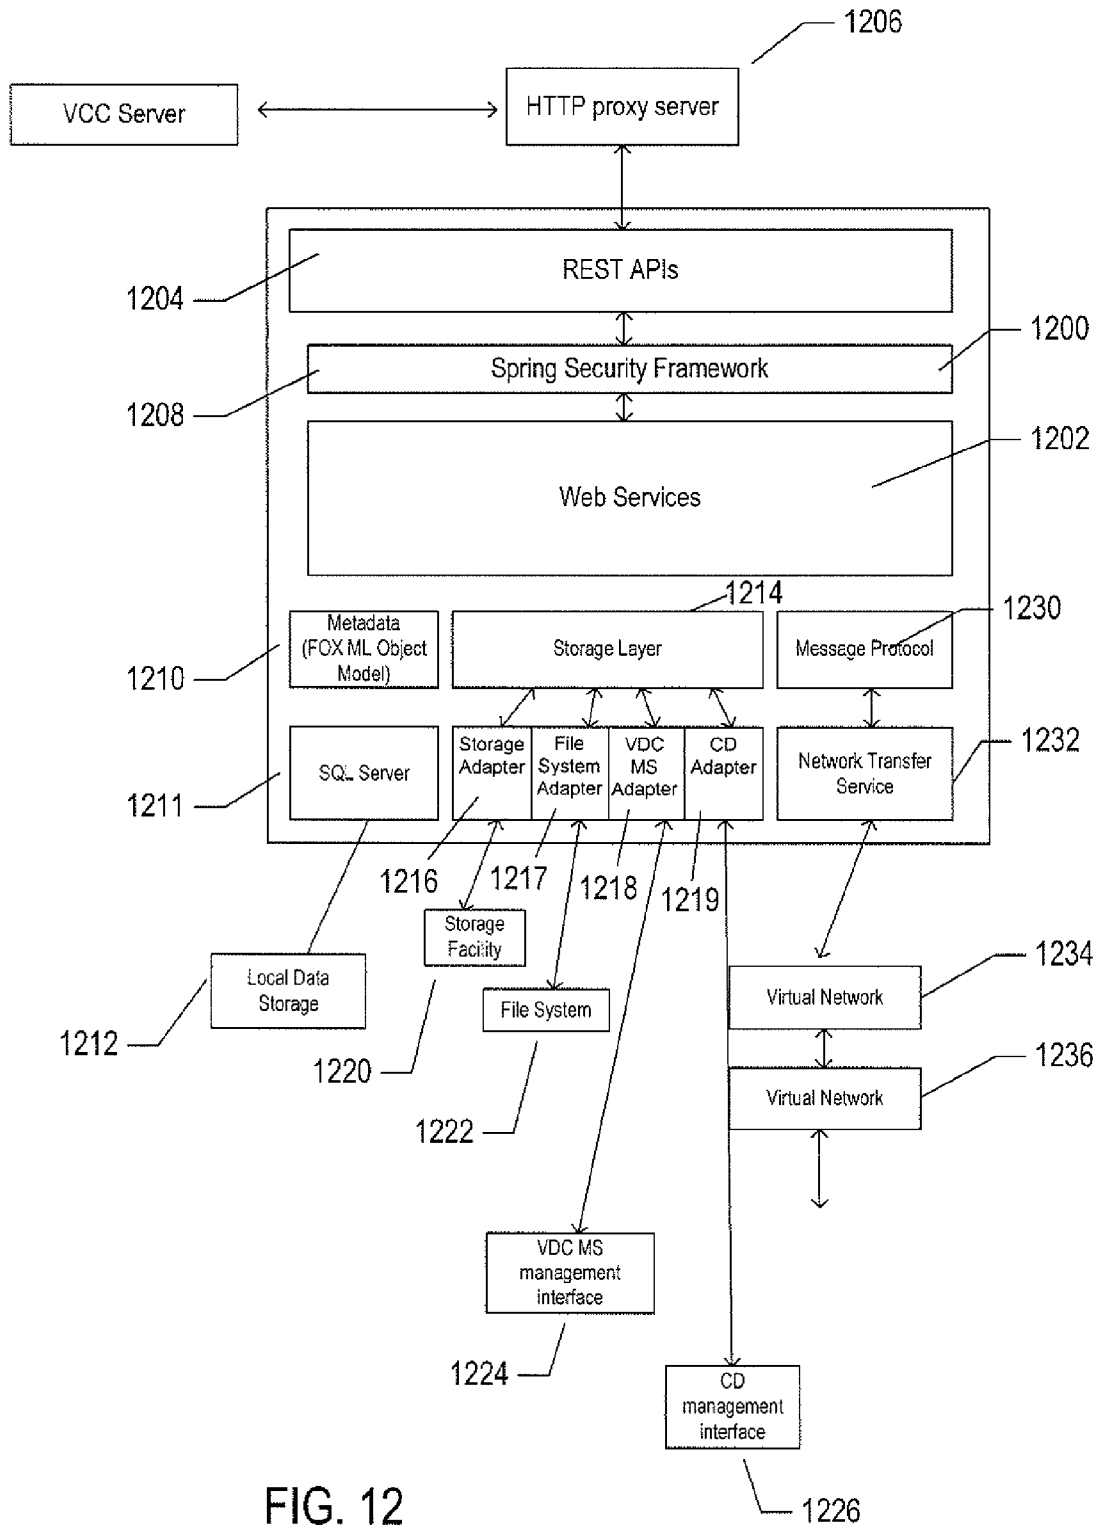 1206
VCC Server
HTTP proxy server
REST APIs
1204
1200
Spring Security Framework
1208
1202
Web Services
1214
1230
Metadata
(FOX ML Object
Model)
Storage Layer
Message Protocol
1210
1232
Storage
Adapter
File
System
Adapter
VDC
MS
Adapter
CD
Adapter
Network Transfer
Service
SQL Server
1211
1216
1217
1218
1219
Storage
Facility
1234
Local Data
Storage
Virtual Network
File System
1212
1220
1236
Virtual Network
1222
VDC MS
management
interface
1224
CD
management
interface
FIG. 12
1226